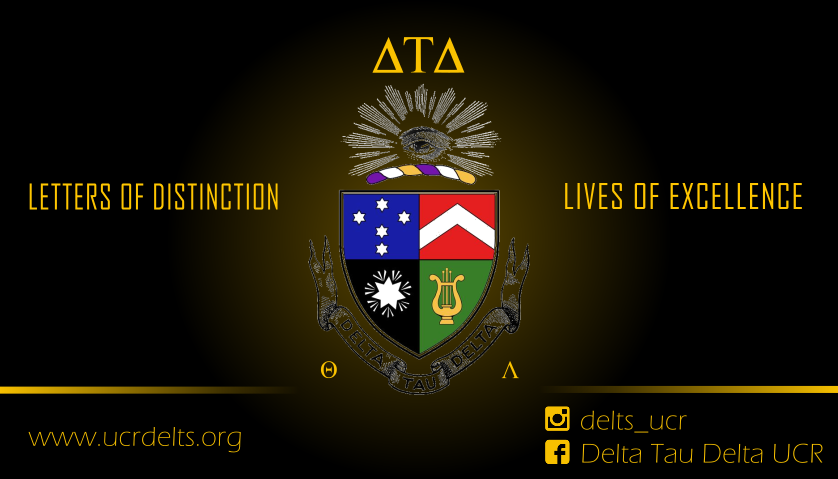 ΔΤΔ
LETTERS OF DISTINCTION
LIVES OF EXCELLENCE
DELTA TAU DELTA
Θ Λ
www.ucrdelts.org
delts_ucr
Delta Tau Delta UCR